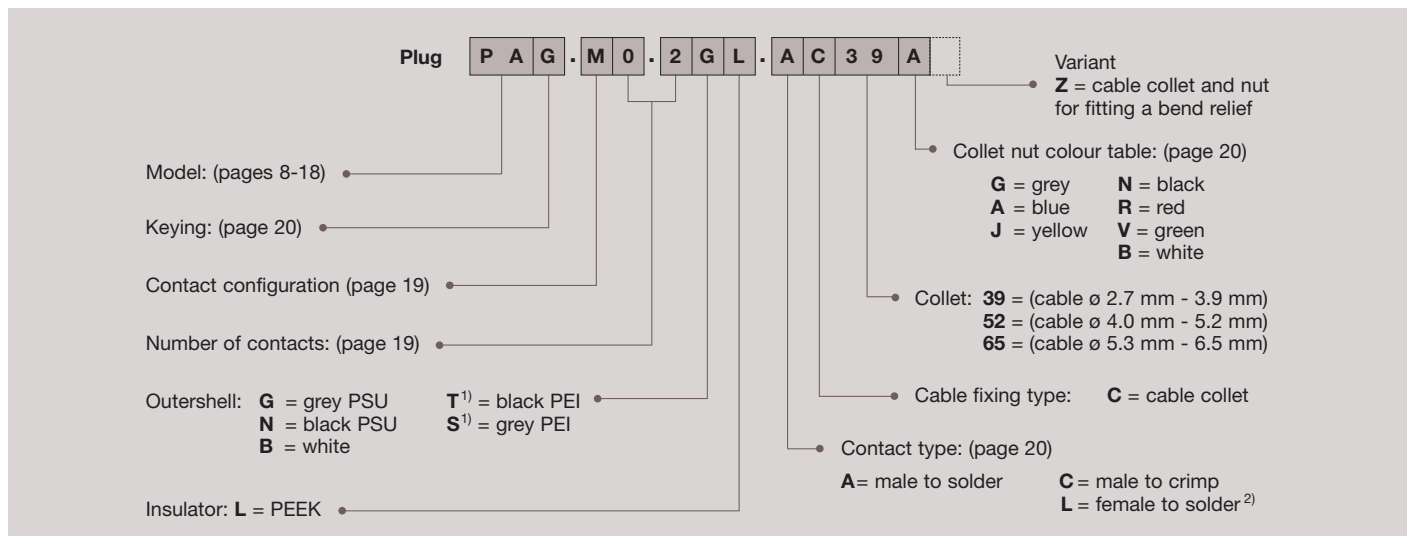 Plug P A G . M 0 . 2 G L . A C 3 9 A
Variant
Z = cable collet and nut
for fitting a bend relief
Collet nut colour table: (page 20)
G = grey N = black
A = blue R = red
J = yellow V = green
B = white
Model: (pages 8-18)
Keying: (page 20)
Contact configuration (page 19)
Collet: 39 = (cable ø 2.7 mm - 3.9 mm)
52 = (cable ø 4.0 mm - 5.2 mm)
65 = (cable ø 5.3 mm - 6.5 mm)
Number of contacts: (page 19)
Outershell: G = grey PSU T1) = black PEI
N = black PSU S1) = grey PEI
B = white
Cable fixing type: C = cable collet
Contact type: (page 20)
A= male to solder C = male to crimp
L = female to solder 2)
Insulator: L = PEEK